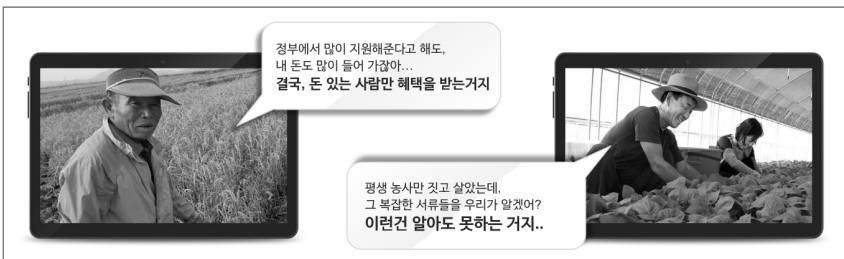 정부에서 많이 지원해준다고 해도,
내 돈도 많이 들어 가잖아...
결국, 돈 있는 사람만 혜택을 받는거지
평생 농사만 짓고 살았는데,
그 복잡한 서류들을 우리가 알겠어?
이런건 알아도 못하는 거지..